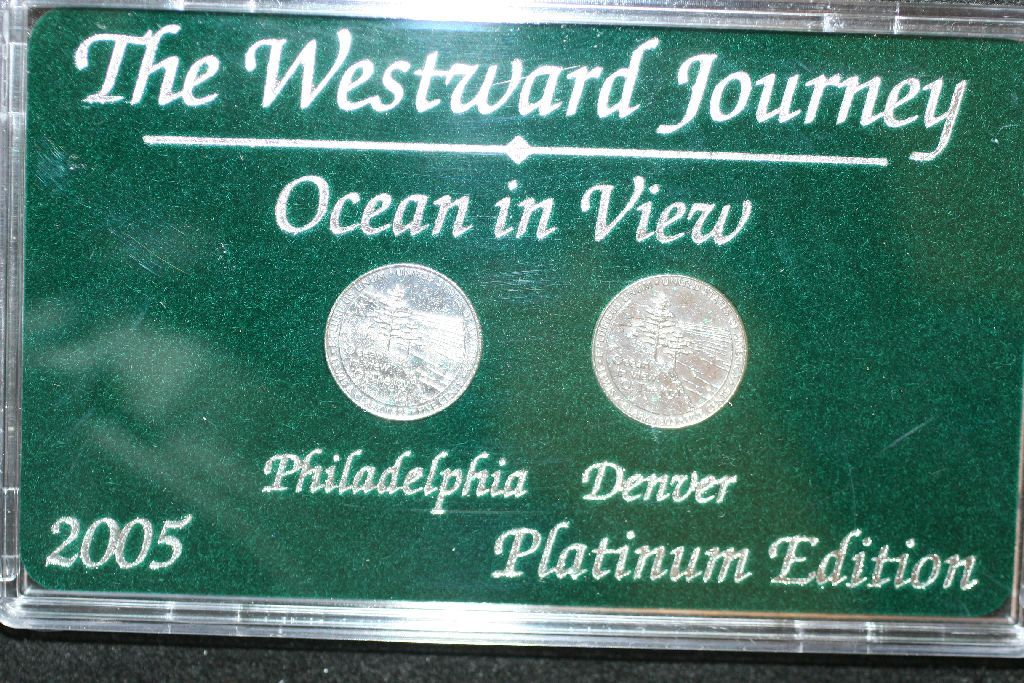 The Westward Journey
Ocean in View
Philadelphia Denver
2005
Platinum Edition